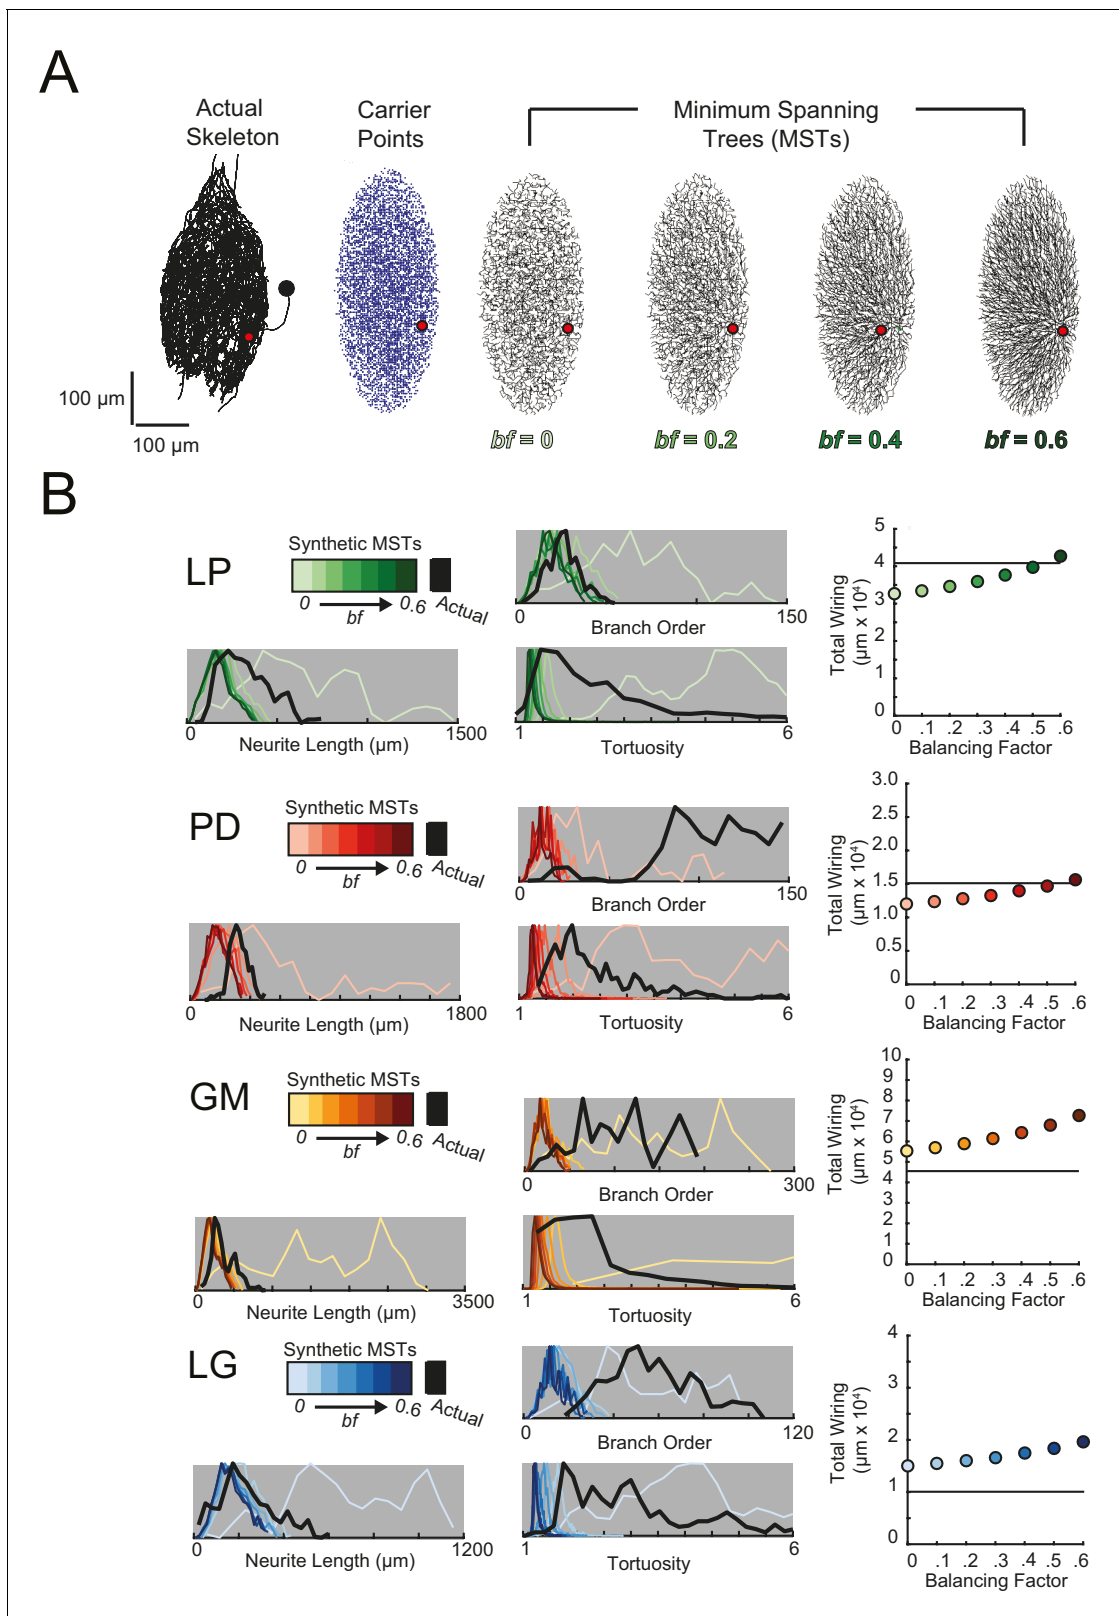 A
Actual
Skeleton
Carrier
Points
Minimum Spanning
Trees (MSTs)
100 µm
100 µm
bf = 0
bf = 0.2
bf = 0.4
bf = 0.6
B
LP
Synthetic MSTs
0
bf
0.6
Actual
0
Branch Order
150
0
Neurite Length (µm)
1500
1
Tortuosity
6
Total Wiring
(µm x 10⁴)
5
4
3
2
1
0
0 .1 .2 .3 .4 .5 .6
Balancing Factor
PD
Synthetic MSTs
0
bf
0.6
Actual
0
Branch Order
150
0
Neurite Length (µm)
1800
1
Tortuosity
6
Total Wiring
(µm x 10⁴)
3.0
2.5
2.0
1.5
1.0
0.5
0
0 .1 .2 .3 .4 .5 .6
Balancing Factor
GM
Synthetic MSTs
0
bf
0.6
Actual
0
Branch Order
300
0
Neurite Length (µm)
3500
1
Tortuosity
6
Total Wiring
(µm x 10⁴)
10
9
8
7
6
5
4
3
2
1
0
0 .1 .2 .3 .4 .5 .6
Balancing Factor
LG
Synthetic MSTs
0
bf
0.6
Actual
0
Branch Order
120
0
Neurite Length (µm)
1200
1
Tortuosity
6
Total Wiring
(µm x 10⁴)
4
3
2
1
0
0 .1 .2 .3 .4 .5 .6
Balancing Factor